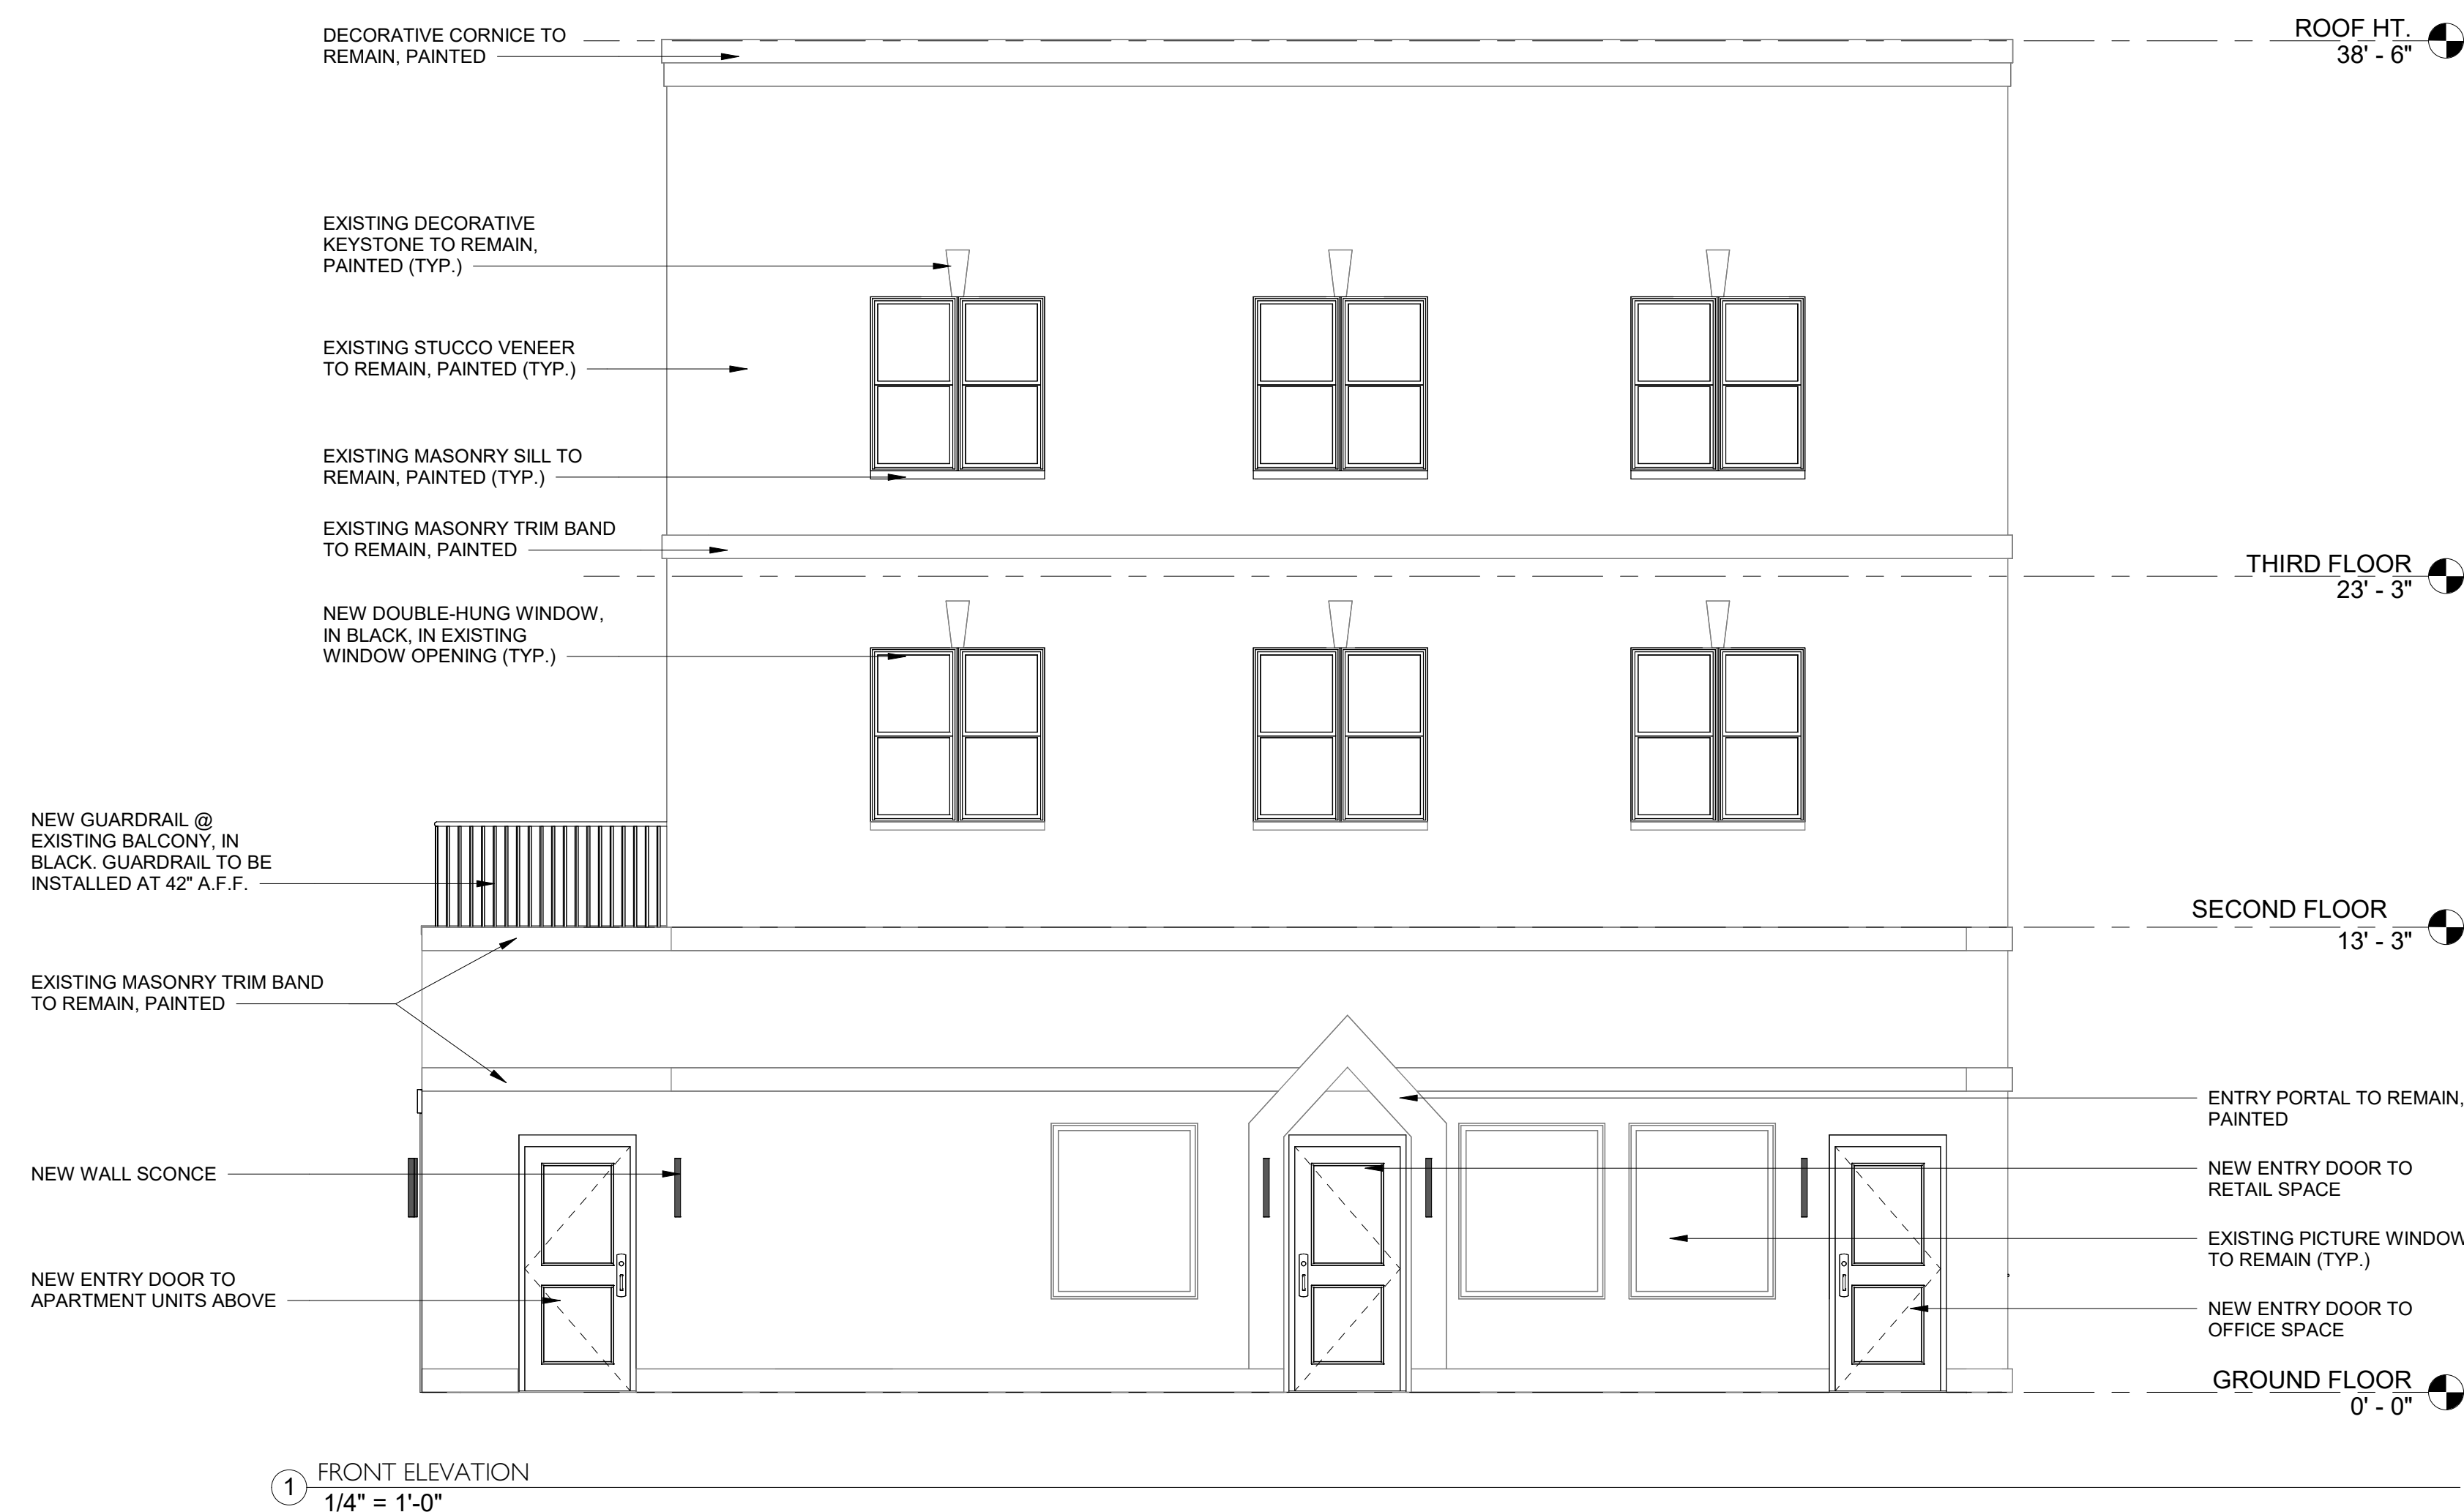 DECORATIVE CORNICE TO
REMAIN, PAINTED
ROOF HT.
38' - 6"
EXISTING DECORATIVE
KEYSTONE TO REMAIN,
PAINTED (TYP.)
EXISTING STUCCO VENEER
TO REMAIN, PAINTED (TYP.)
EXISTING MASONRY SILL TO
REMAIN, PAINTED (TYP.)
EXISTING MASONRY TRIM BAND
TO REMAIN, PAINTED
THIRD FLOOR
23' - 3"
NEW DOUBLE-HUNG WINDOW,
IN BLACK, IN EXISTING
WINDOW OPENING (TYP.)
NEW GUARDRAIL @
EXISTING BALCONY, IN
BLACK. GUARDRAIL TO BE
INSTALLED AT 42" A.F.F.
SECOND FLOOR
13' - 3"
EXISTING MASONRY TRIM BAND
TO REMAIN, PAINTED
ENTRY PORTAL TO REMAIN,
PAINTED
NEW WALL SCONCE
NEW ENTRY DOOR TO
RETAIL SPACE
EXISTING PICTURE WINDOW
TO REMAIN (TYP.)
NEW ENTRY DOOR TO
APARTMENT UNITS ABOVE
NEW ENTRY DOOR TO
OFFICE SPACE
GROUND FLOOR
0' - 0"
1
FRONT ELEVATION
1/4" = 1'-0"